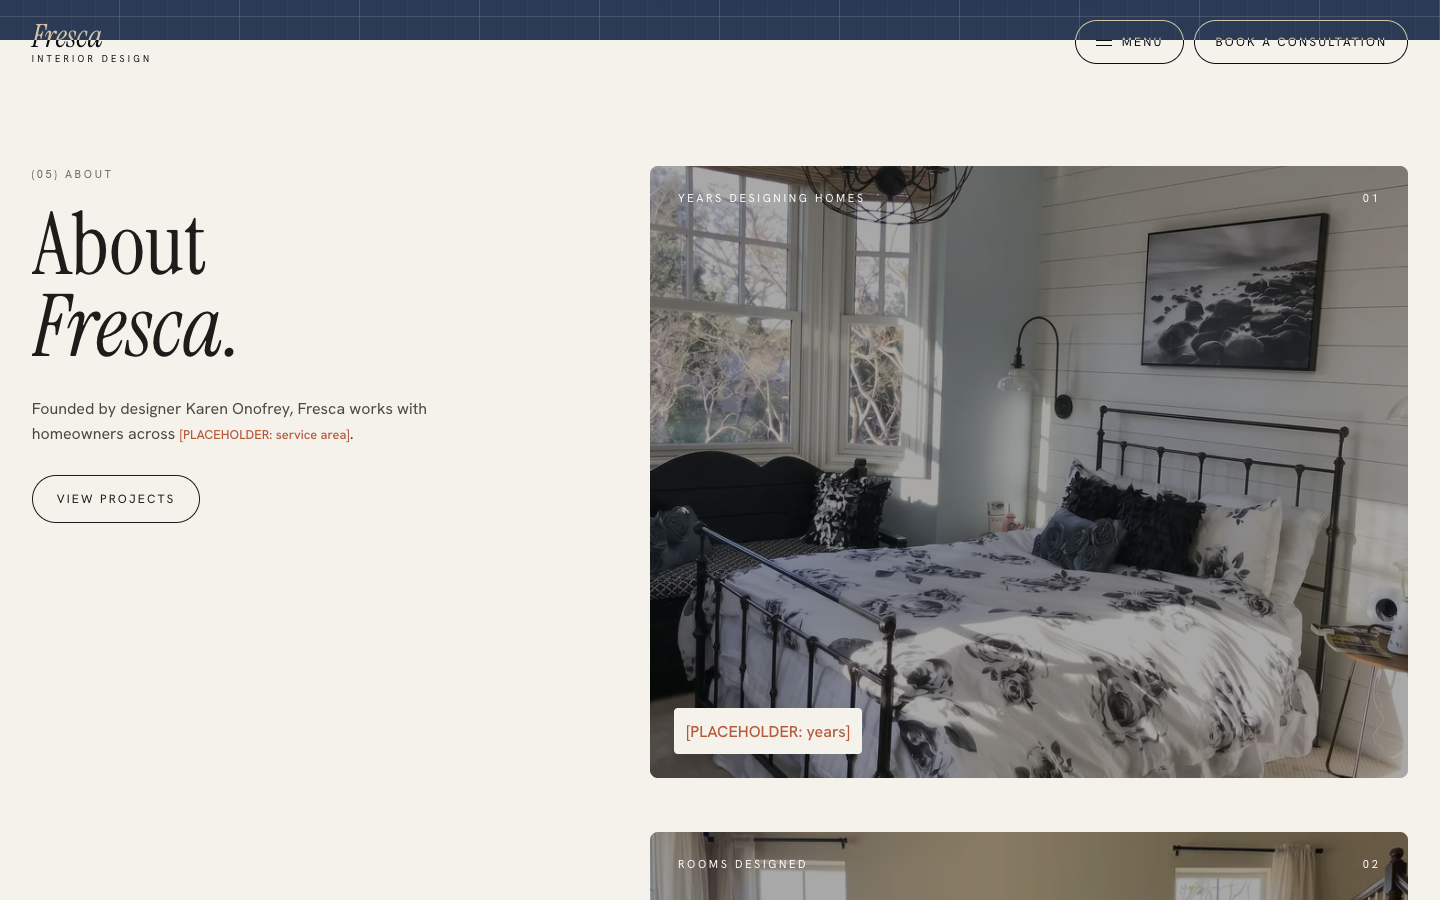 Fresca
INTERIOR DESIGN
MENU
BOOK A CONSULTATION
(05) ABOUT
About
Fresca.
Founded by designer Karen Onofrey, Fresca works with
homeowners across [PLACEHOLDER: service area].
VIEW PROJECTS
YEARS DESIGNING HOMES
01
[PLACEHOLDER: years]
ROOMS DESIGNED
02